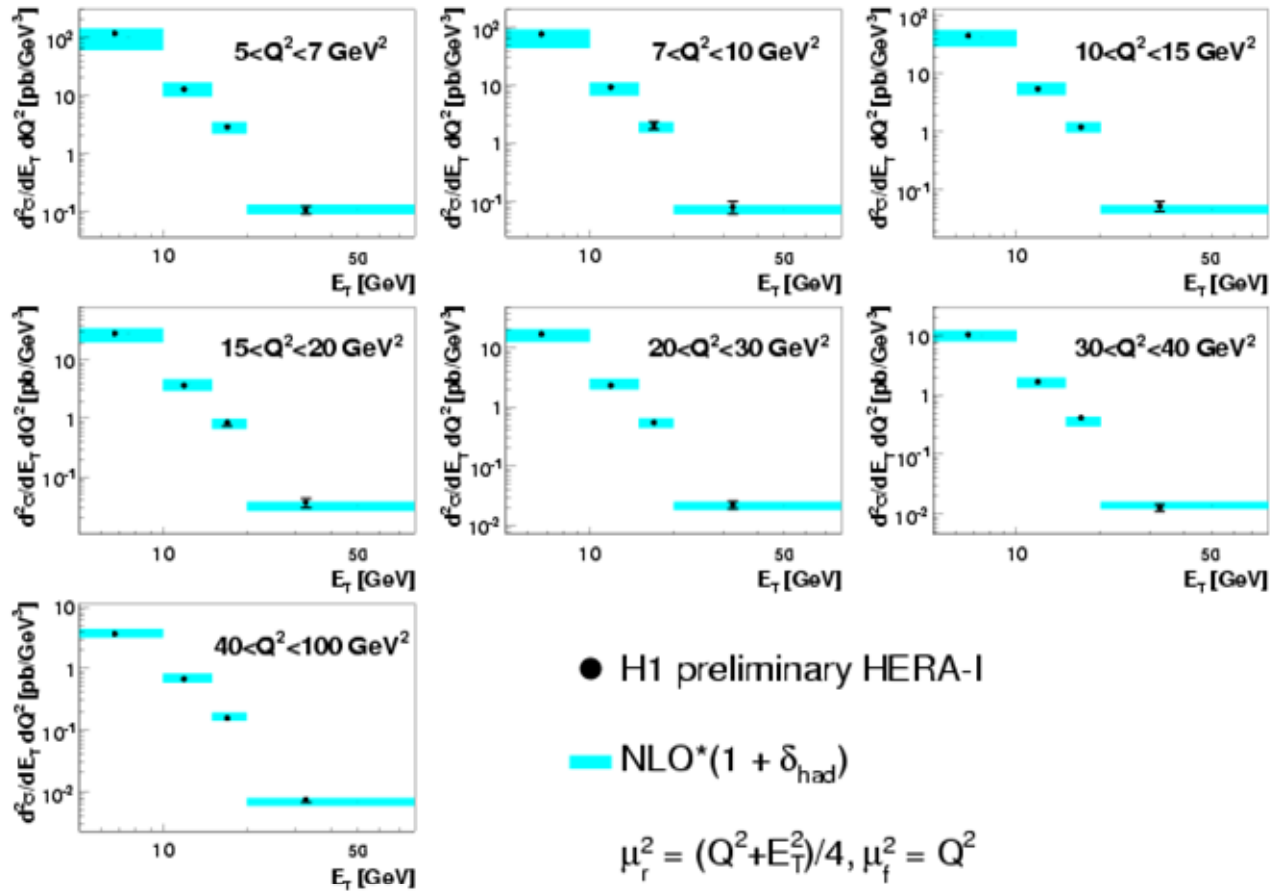 d²σ/dE_T dQ² [pb/GeV³]
10²
10
1
10⁻¹
5<Q²<7 GeV²
10
50
E_T [GeV]
d²σ/dE_T dQ² [pb/GeV³]
10²
10
1
10⁻¹
7<Q²<10 GeV²
10
50
E_T [GeV]
d²σ/dE_T dQ² [pb/GeV³]
10²
10
1
10⁻¹
10<Q²<15 GeV²
10
50
E_T [GeV]
d²σ/dE_T dQ² [pb/GeV³]
10
1
10⁻¹
15<Q²<20 GeV²
10
50
E_T [GeV]
d²σ/dE_T dQ² [pb/GeV³]
10
1
10⁻¹
10⁻²
20<Q²<30 GeV²
10
50
E_T [GeV]
d²σ/dE_T dQ² [pb/GeV³]
10
1
10⁻¹
10⁻²
30<Q²<40 GeV²
10
50
E_T [GeV]
d²σ/dE_T dQ² [pb/GeV³]
10
1
10⁻¹
10⁻²
40<Q²<100 GeV²
10
50
E_T [GeV]
H1 preliminary HERA-I
NLO*(1 + δ_had)
μ_r² = (Q²+E_T²)/4, μ_f² = Q²